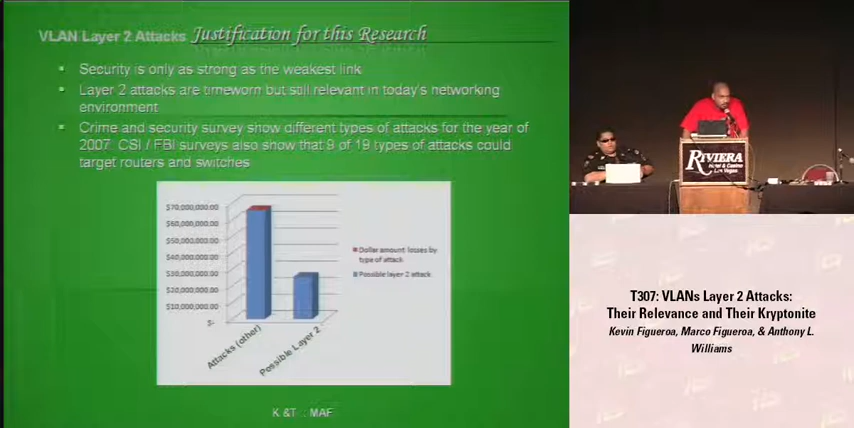 VLAN Layer 2 Attacks Justification for this Research
Security is only as strong as the weakest link
Layer 2 attacks are timeworn but still relevant in today's networking
environment
Crime and security survey show different types of attacks for the year of
2007. CSI / FBI surveys also show that 9 of 19 types of attacks could
target routers and switches
$70,000,000.00
$60,000,000.00
$50,000,000.00
$40,000,000.00
$30,000,000.00
$20,000,000.00
$10,000,000.00
$-
Attacks (other)
Possible Layer 2
Dollar amount losses by
type of attack
Possible layer 2 attack
K &T : MAF
RIVIERA
Hotel & Casino
Las Vegas
T307: VLANs Layer 2 Attacks:
Their Relevance and Their Kryptonite
Kevin Figueroa, Marco Figueroa, & Anthony L.
Williams